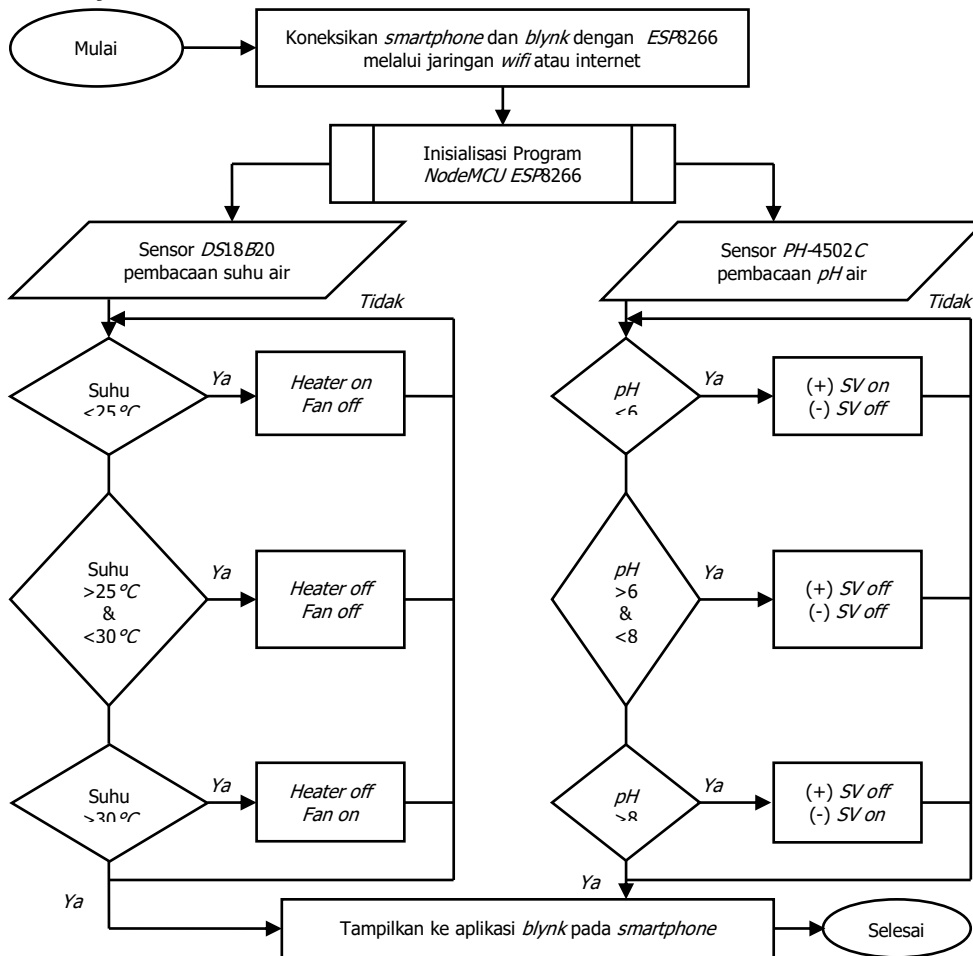 Mulai
Koneksikan smartphone dan blynk dengan ESP8266
melalui jaringan wifi atau internet
Inisialisasi Program
NodeMCU ESP8266
Sensor DS18B20
pembacaan suhu air
Sensor PH-4502C
pembacaan pH air
Tidak
Tidak
Suhu
<25°C
Ya
Heater on
Fan off
pH
<6
Ya
(+) SV on
(-) SV off
Suhu
>25°C
&
<30°C
Ya
Heater off
Fan off
pH
>6
&
<8
Ya
(+) SV off
(-) SV off
Suhu
>30°C
Ya
Heater off
Fan on
pH
>8
Ya
(+) SV off
(-) SV on
Ya
Ya
Tampilkan ke aplikasi blynk pada smartphone
Selesai